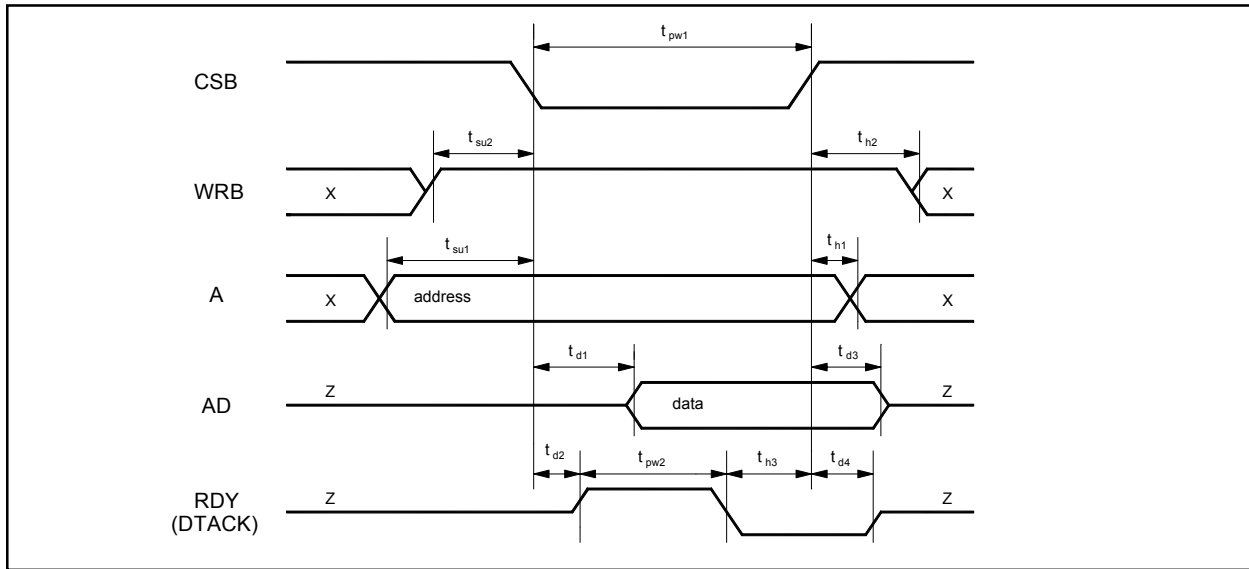 t pw1
CSB
t su2
t h2
WRB
X
X
t su1
t h1
A
X
address
X
t d1
t d3
AD
Z
data
Z
t d2
t pw2
t h3
t d4
RDY
(DTACK)
Z
Z